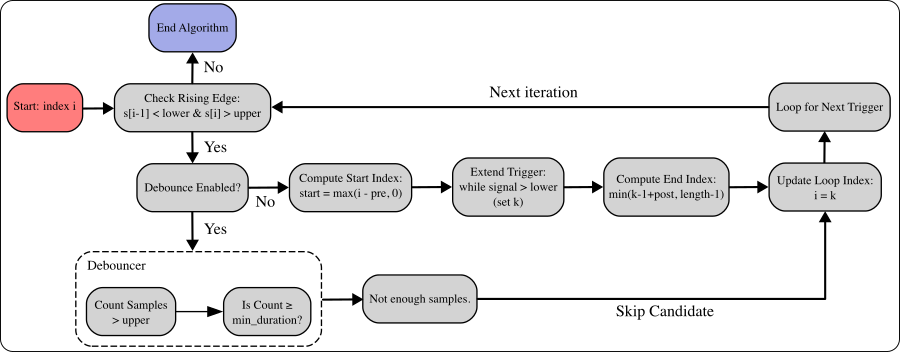 End Algorithm
No
Start: index i
Check Rising Edge:
s[i-1] < lower & s[i] > upper
Next iteration
Loop for Next Trigger
Yes
Debounce Enabled?
No
Compute Start Index:
start = max(i - pre, 0)
Extend Trigger:
while signal > lower
(set k)
Compute End Index:
min(k-1+post, length-1)
Update Loop Index:
i = k
Yes
Debouncer
Count Samples
> upper
Is Count ≥
min_duration?
Not enough samples.
Skip Candidate